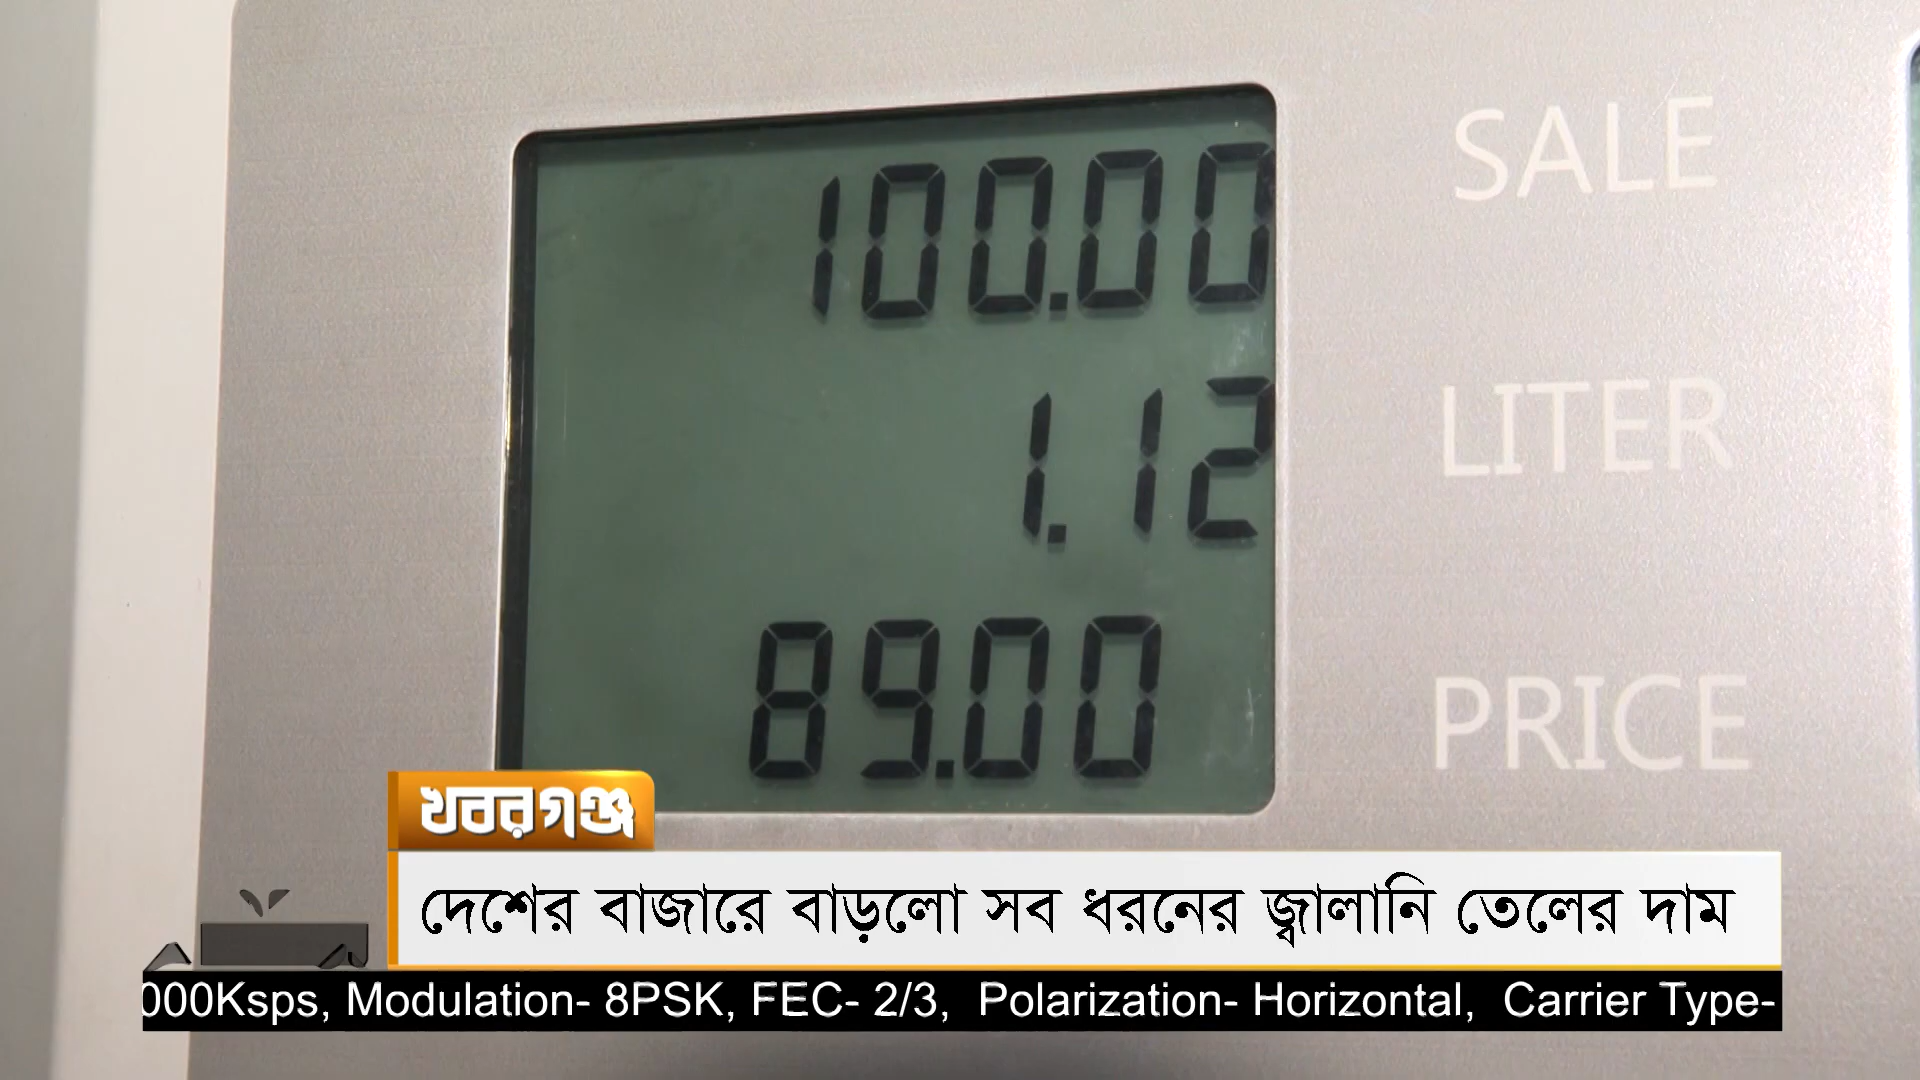 100.00 SALE
1.12 LITER
89.00 PRICE
খবরগঞ্জ
দেশের বাজারে বাড়লো সব ধরনের জ্বালানি তেলের দাম
000Ksps, Modulation- 8PSK, FEC- 2/3, Polarization- Horizontal, Carrier Type-